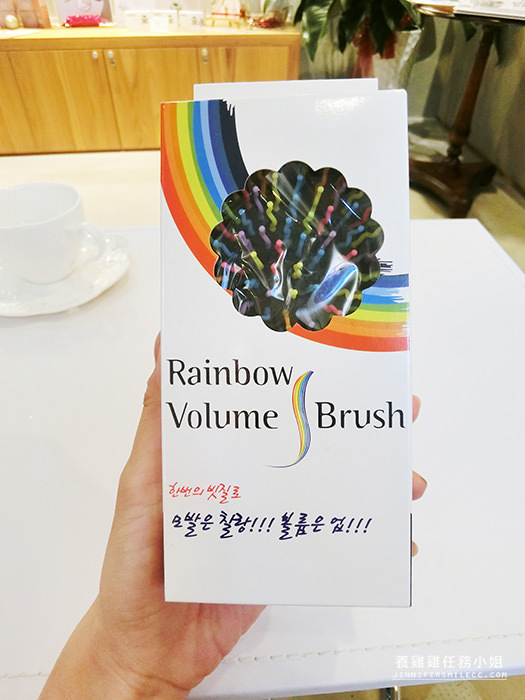 Rainbow
Volume Brush
한번의 빗질로
모발은 찰랑!!! 볼륨은 업!!!
養雞雞任務小姐
JENNIFERSMILECC.COM